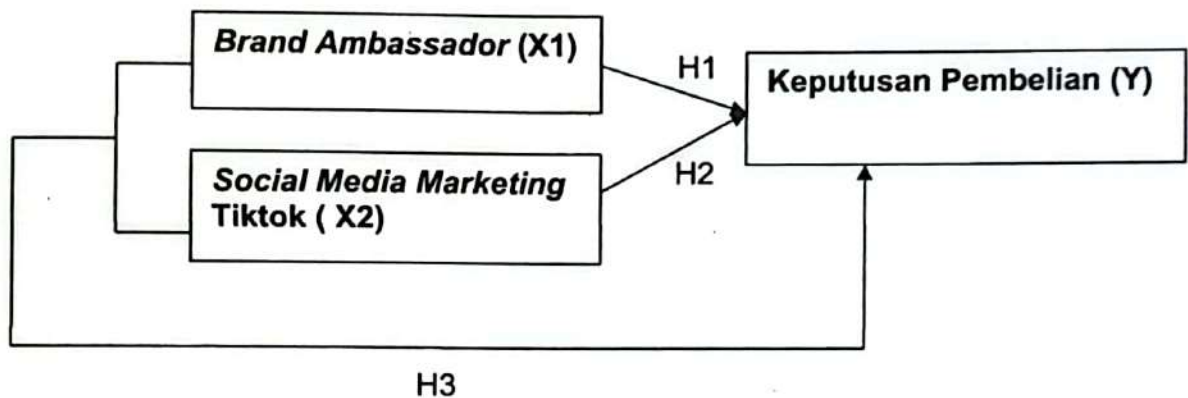 Brand Ambassador (X1)
H1
Keputusan Pembelian (Y)
Social Media Marketing
Tiktok ( X2)
H2
H3